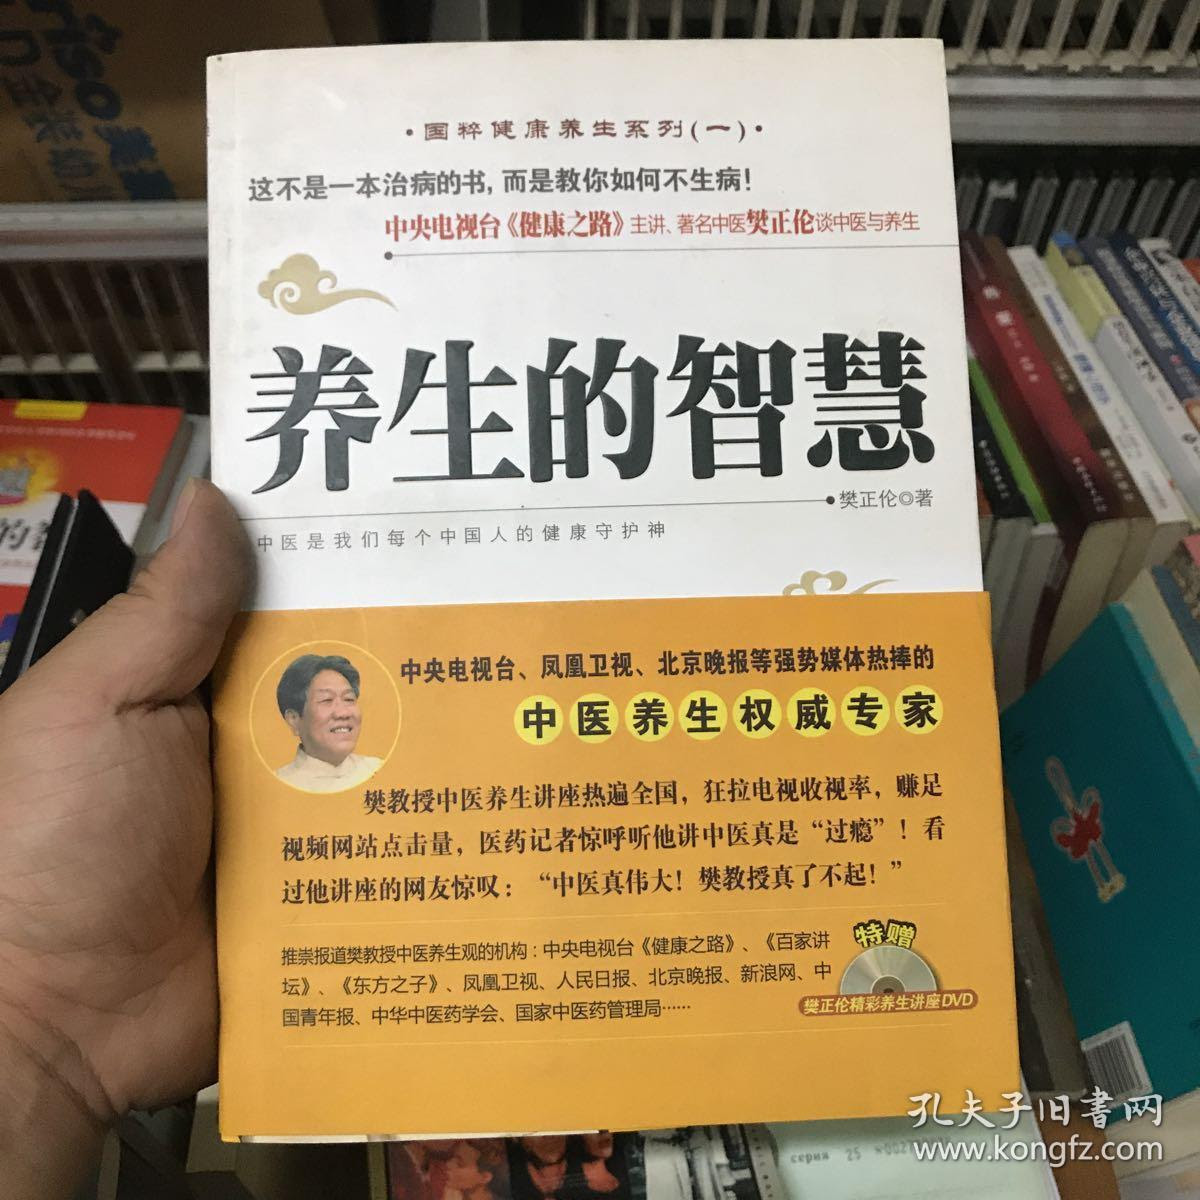 ·国粹健康养生系列(一)·
这不是一本治病的书,而是教你如何不生病!
中央电视台《健康之路》主讲、著名中医樊正伦谈中医与养生
养生的智慧
樊正伦◎著
中医是我们每个中国人的健康守护神
中央电视台、凤凰卫视、北京晚报等强势媒体热捧的
中医养生权威专家
樊教授中医养生讲座热遍全国,狂拉电视收视率,赚足
视频网站点击量,医药记者惊呼听他讲中医真是“过瘾”!看
过他讲座的网友惊叹:“中医真伟大!樊教授真了不起!”
推崇报道樊教授中医养生观的机构:中央电视台《健康之路》、《百家讲
坛》、《东方之子》、凤凰卫视、人民日报、北京晚报、新浪网、中
国青年报、中华中医药学会、国家中医药管理局……
特赠
樊正伦精彩养生讲座DVD
серия 25
孔夫子旧書网
www.kongfz.com